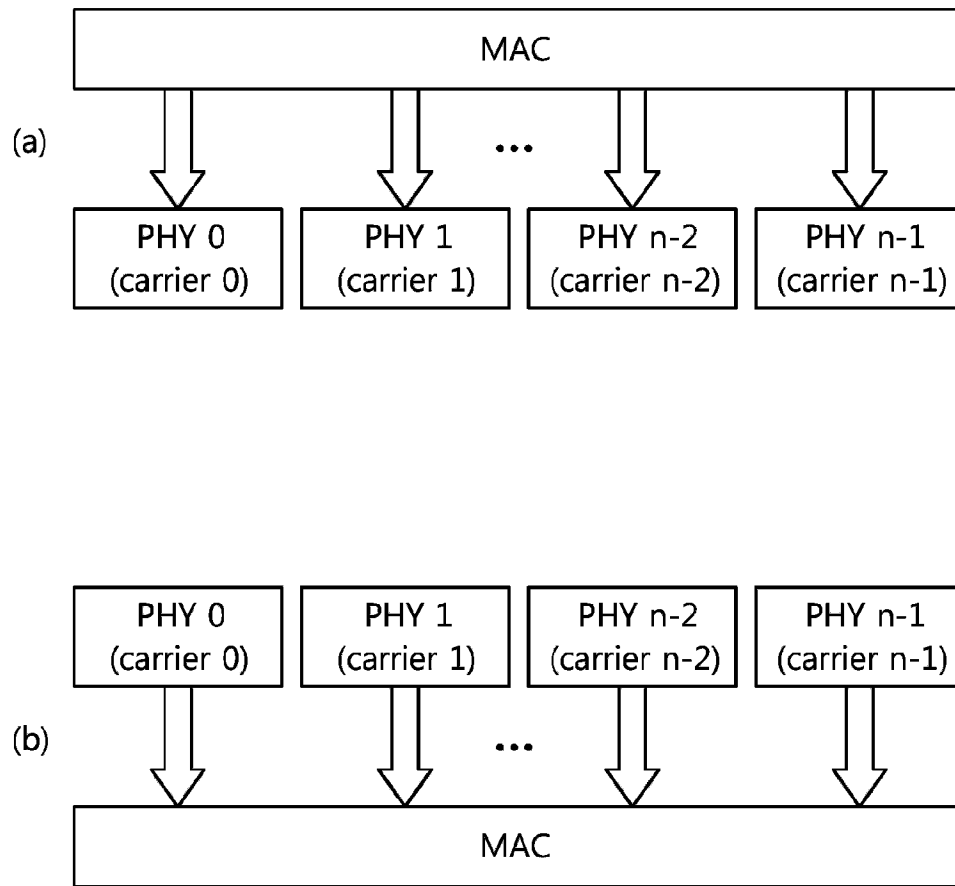 MAC
(a)
...
PHY 0
(carrier 0)
PHY 1
(carrier 1)
PHY n-2
(carrier n-2)
PHY n-1
(carrier n-1)
PHY 0
(carrier 0)
PHY 1
(carrier 1)
PHY n-2
(carrier n-2)
PHY n-1
(carrier n-1)
(b)
...
MAC